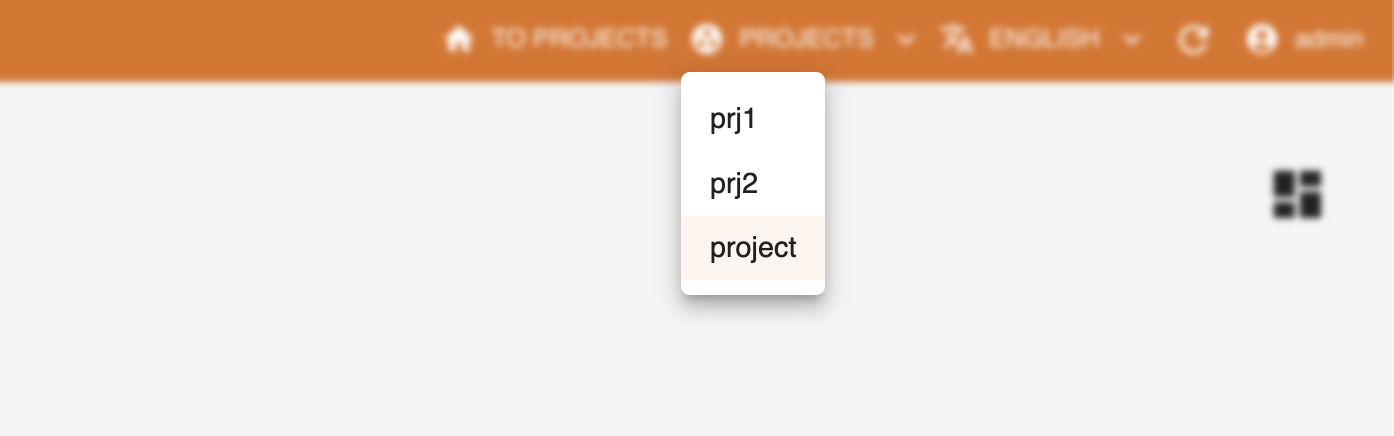 TO PROJECTS
PROJECTS
ENGLISH
admin
prj1
prj2
project